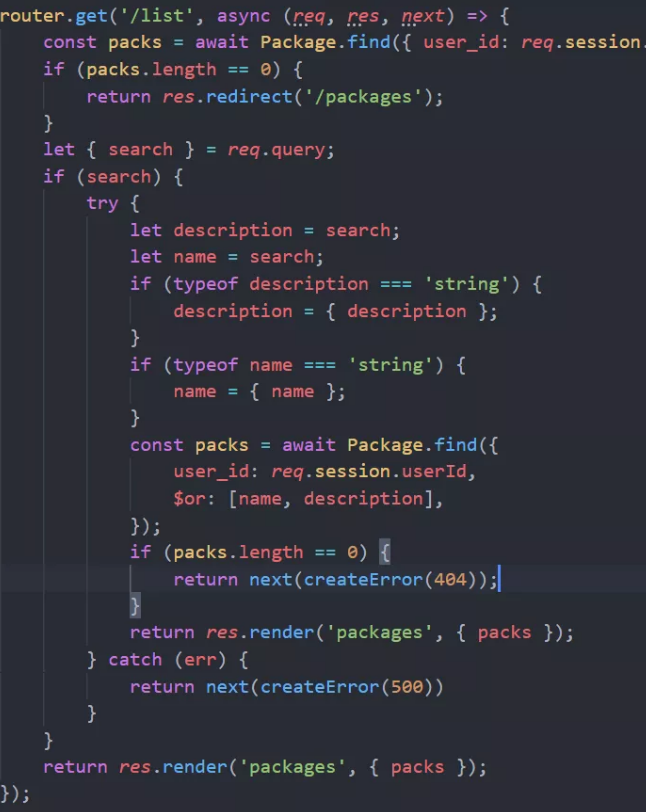 router.get('/list', async (req, res, next) => {
    const packs = await Package.find({ user_id: req.session.
    if (packs.length == 0) {
        return res.redirect('/packages');
    }
    let { search } = req.query;
    if (search) {
        try {
            let description = search;
            let name = search;
            if (typeof description === 'string') {
                description = { description };
            }
            if (typeof name === 'string') {
                name = { name };
            }
            const packs = await Package.find({
                user_id: req.session.userId,
                $or: [name, description],
            });
            if (packs.length == 0) {
                return next(createError(404));
            }
            return res.render('packages', { packs });
        } catch (err) {
            return next(createError(500))
        }
    }
    return res.render('packages', { packs });
});